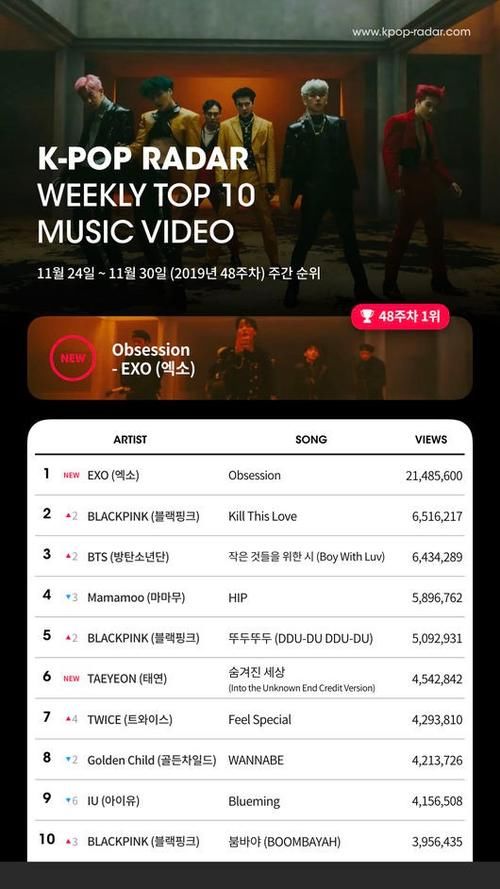 www.kpop-radar.com
K-POP RADAR
WEEKLY TOP 10
MUSIC VIDEO
11월 24일 ~ 11월 30일 (2019년 48주차) 주간 순위
48주차 1위
NEW
Obsession
- EXO (엑소)
ARTIST SONG VIEWS
1 NEW EXO (엑소) Obsession 21,485,600
2 ▲2 BLACKPINK (블랙핑크) Kill This Love 6,516,217
3 ▲2 BTS (방탄소년단) 작은 것들을 위한 시 (Boy With Luv) 6,434,289
4 ▼3 Mamamoo (마마무) HIP 5,896,762
5 ▲2 BLACKPINK (블랙핑크) 뚜두뚜두 (DDU-DU DDU-DU) 5,092,931
6 NEW TAEYEON (태연) 숨겨진 세상 4,542,842
(Into the Unknown End Credit Version)
7 ▲4 TWICE (트와이스) Feel Special 4,293,810
8 ▼2 Golden Child (골든차일드) WANNABE 4,213,726
9 ▼6 IU (아이유) Blueming 4,156,508
10 ▲3 BLACKPINK (블랙핑크) 붐바야 (BOOMBAYAH) 3,956,435